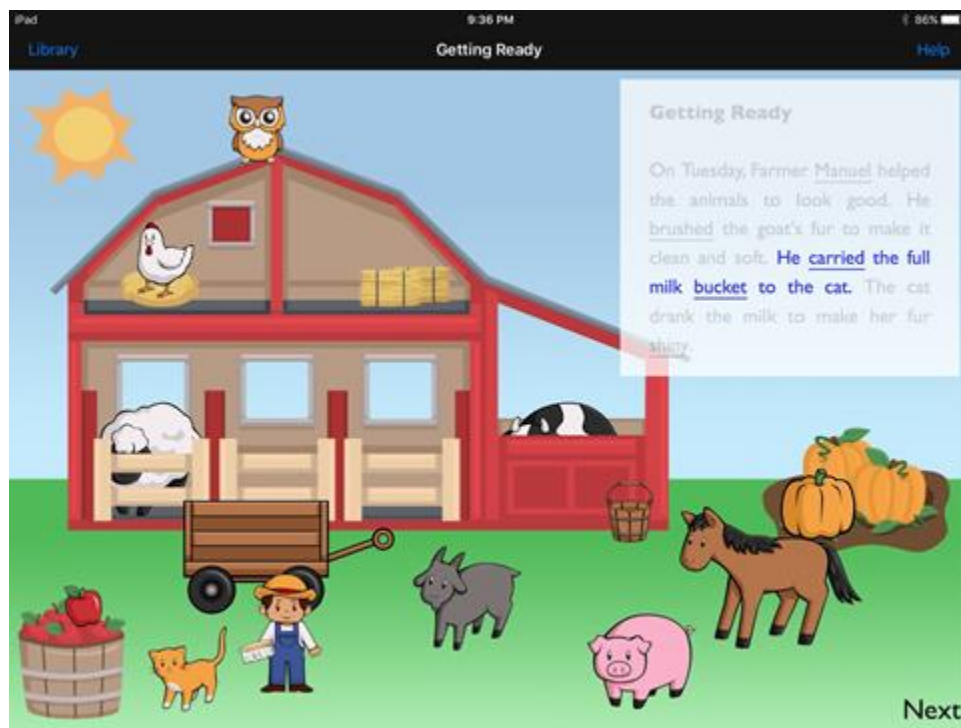 iPad 9:36 PM 86%
Library Getting Ready Help
Getting Ready
On Tuesday, Farmer Manuel helped
the animals to look good. He
brushed the goat's fur to make it
clean and soft. He carried the full
milk bucket to the cat. The cat
drank the milk to make her fur
shiny.
Next